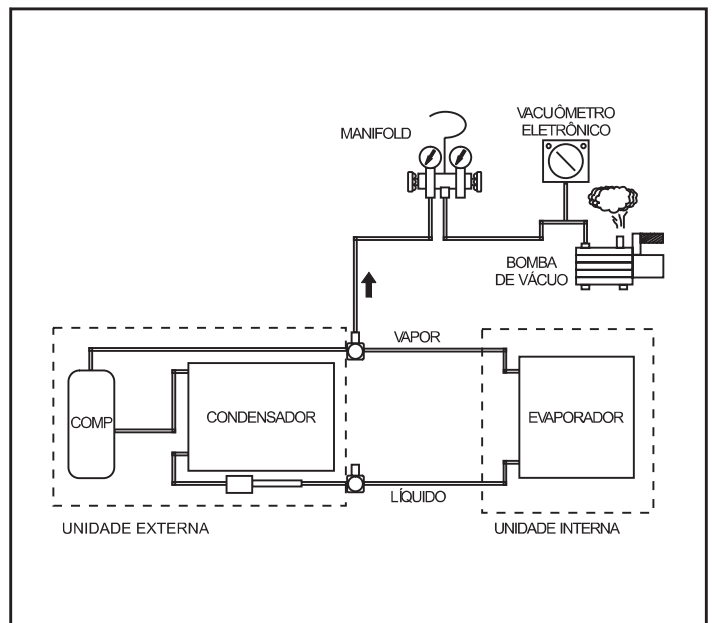 VACUÔMETRO
ELETRÔNICO
MANIFOLD
BOMBA
DE VÁCUO
VAPOR
COMP
CONDENSADOR
EVAPORADOR
LÍQUIDO
UNIDADE EXTERNA
UNIDADE INTERNA